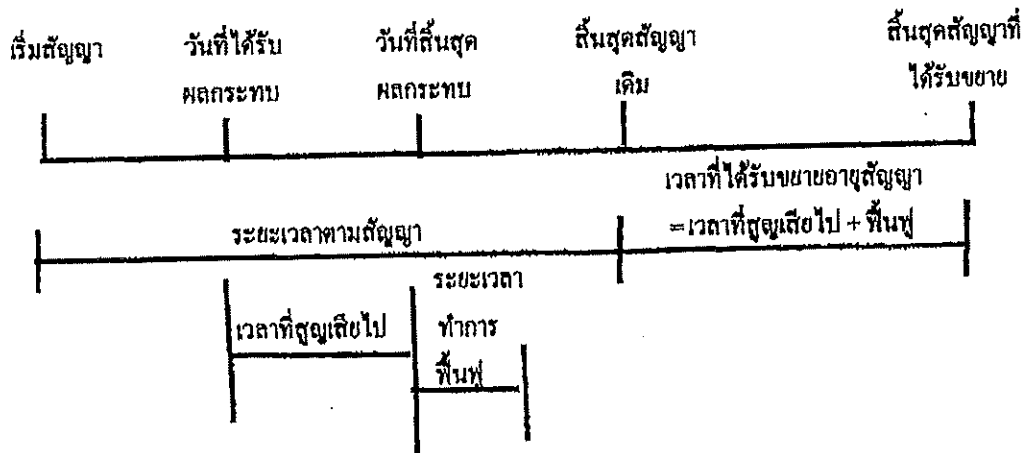 เริ่มสัญญา
วันที่ได้รับ
ผลกระทบ
วันที่สิ้นสุด
ผลกระทบ
สิ้นสุดสัญญา
เดิม
สิ้นสุดสัญญาที่
ได้รับขยาย
เวลาที่ได้รับขยายอายุสัญญา
=เวลาที่สูญเสียไป + ฟื้นฟู
ระยะเวลาตามสัญญา
เวลาที่สูญเสียไป
ระยะเวลา
ทำการ
ฟื้นฟู